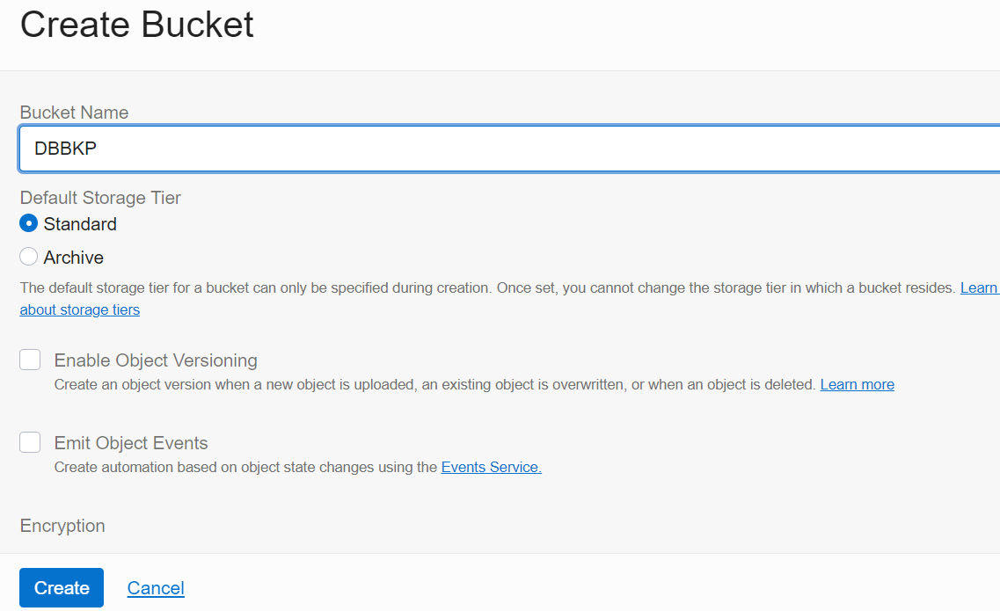 Create Bucket
Bucket Name
DBBKP
Default Storage Tier
Standard
Archive
The default storage tier for a bucket can only be specified during creation. Once set, you cannot change the storage tier in which a bucket resides. Learn
about storage tiers
Enable Object Versioning
Create an object version when a new object is uploaded, an existing object is overwritten, or when an object is deleted. Learn more
Emit Object Events
Create automation based on object state changes using the Events Service.
Encryption
Create Cancel